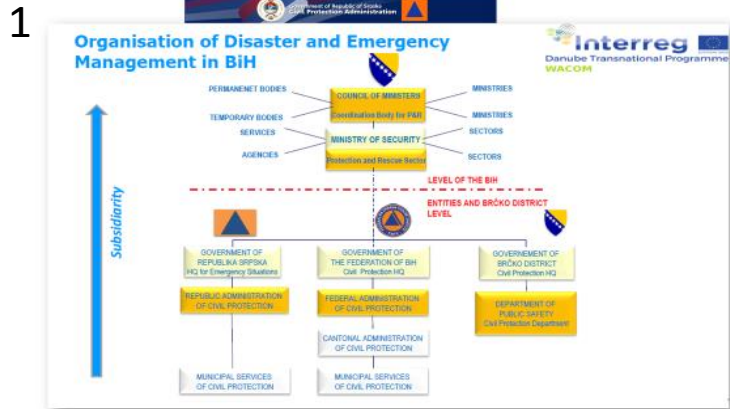 1
Government of Republic of Srpska
Civil Protection Administration
Organisation of Disaster and Emergency
Management in BiH
Interreg
Danube Transnational Programme
WACOM
PERMANENET BODIES
TEMPORARY BODIES
COUNCIL OF MINISTERS
Coordination Body for P&R
MINISTRIES
MINISTRIES
SERVICES
AGENCIES
MINISTRY OF SECURITY
Protection and Rescue Sector
SECTORS
SECTORS
LEVEL OF THE BIH
ENTITIES AND BRČKO DISTRICT
LEVEL
Subsidiarity
GOVERNMENT OF
REPUBLIKA SRPSKA
HQ for Emergency Situations
GOVERNMENT OF
THE FEDERATION OF BIH
Civil Protection HQ
GOVERNEMENT OF
BRČKO DISTRICT
Civil Protection HQ
REPUBLIC ADMINISTRATION
OF CIVIL PROTECTION
FEDERAL ADMINISTRATION
OF CIVIL PROTECTION
DEPARTMENT OF
PUBLIC SAFETY
Civil Protection Department
CANTONAL ADMINISTRATION
OF CIVIL PROTECTION
MUNICIPAL SERVICES
OF CIVIL PROTECTION
MUNICIPAL SERVICES
OF CIVIL PROTECTION